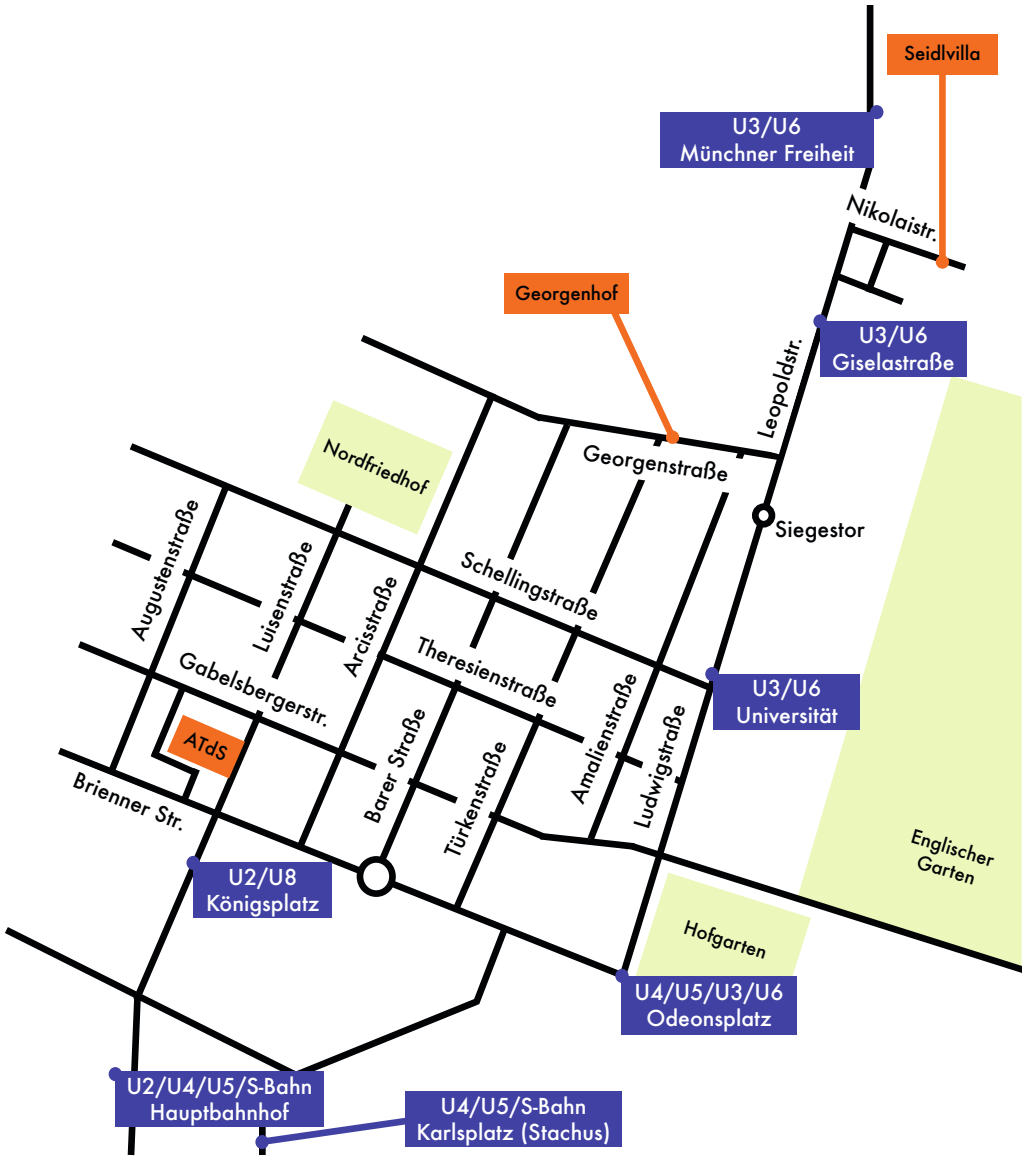 Seidlvilla
U3/U6
Münchner Freiheit
Nikolaistr.
Georgenhof
U3/U6
Giselastraße
Leopoldstr.
Nordfriedhof
Georgenstraße
Siegestor
Augustenstraße
Luisenstraße
Arcisstraße
Schellingstraße
Theresienstraße
Gabelsbergerstr.
U3/U6
Universität
ATdS
Barer Straße
Türkenstraße
Amalienstraße
Ludwigstraße
Brienner Str.
Englischer
Garten
U2/U8
Königsplatz
Hofgarten
U4/U5/U3/U6
Odeonsplatz
U2/U4/U5/S-Bahn
Hauptbahnhof
U4/U5/S-Bahn
Karlsplatz (Stachus)